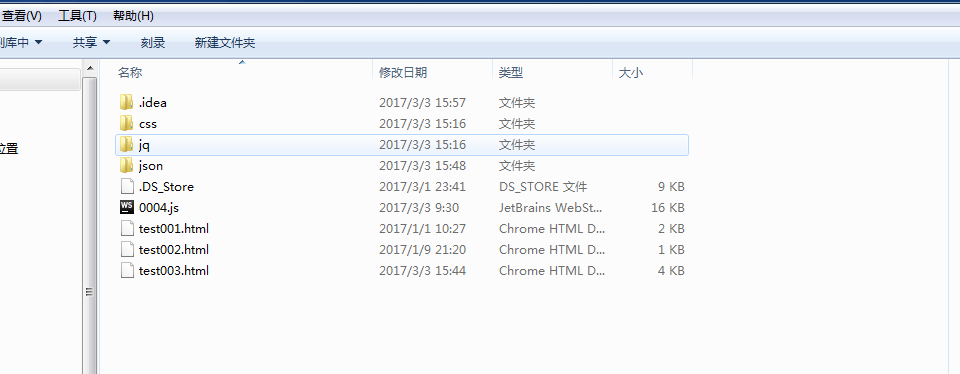 查看(V) 工具(T) 帮助(H)
到库中 共享 刻录 新建文件夹
名称 修改日期 类型 大小
.idea 2017/3/3 15:57 文件夹
css 2017/3/3 15:16 文件夹
jq 2017/3/3 15:16 文件夹
位置
json 2017/3/3 15:48 文件夹
.DS_Store 2017/3/1 23:41 DS_STORE 文件 9 KB
WS 0004.js 2017/3/3 9:30 JetBrains WebSt... 16 KB
test001.html 2017/1/1 10:27 Chrome HTML D... 2 KB
test002.html 2017/1/9 21:20 Chrome HTML D... 1 KB
test003.html 2017/3/3 15:44 Chrome HTML D... 4 KB